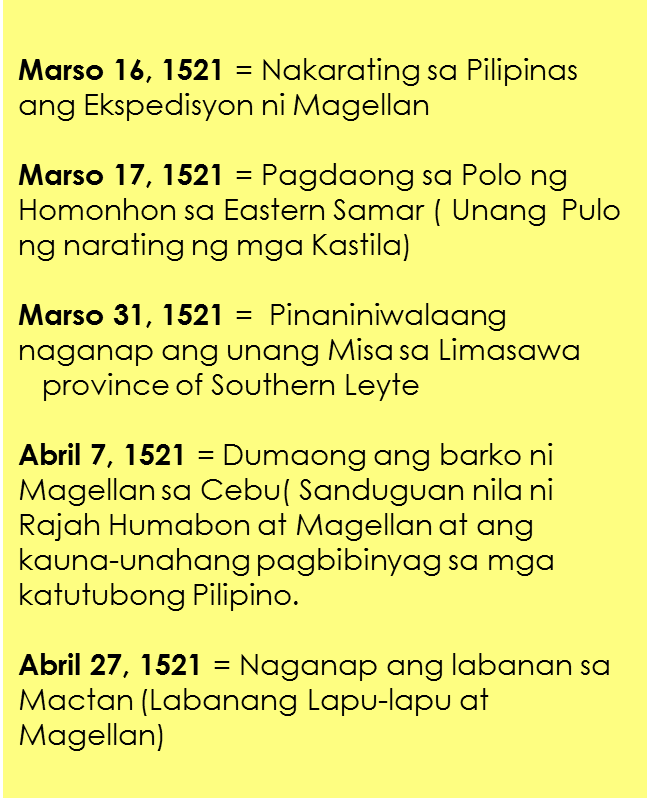 Marso 16, 1521 = Nakarating sa Pilipinas
ang Ekspedisyon ni Magellan
Marso 17, 1521 = Pagdaong sa Polo ng
Homonhon sa Eastern Samar ( Unang Pulo
ng narating ng mga Kastila)
Marso 31, 1521 = Pinaniniwalaang
naganap ang unang Misa sa Limasawa
province of Southern Leyte
Abril 7, 1521 = Dumaong ang barko ni
Magellan sa Cebu( Sanduguan nila ni
Rajah Humabon at Magellan at ang
kauna-unahang pagbibinyag sa mga
katutubong Pilipino.
Abril 27, 1521 = Naganap ang labanan sa
Mactan (Labanang Lapu-lapu at
Magellan)